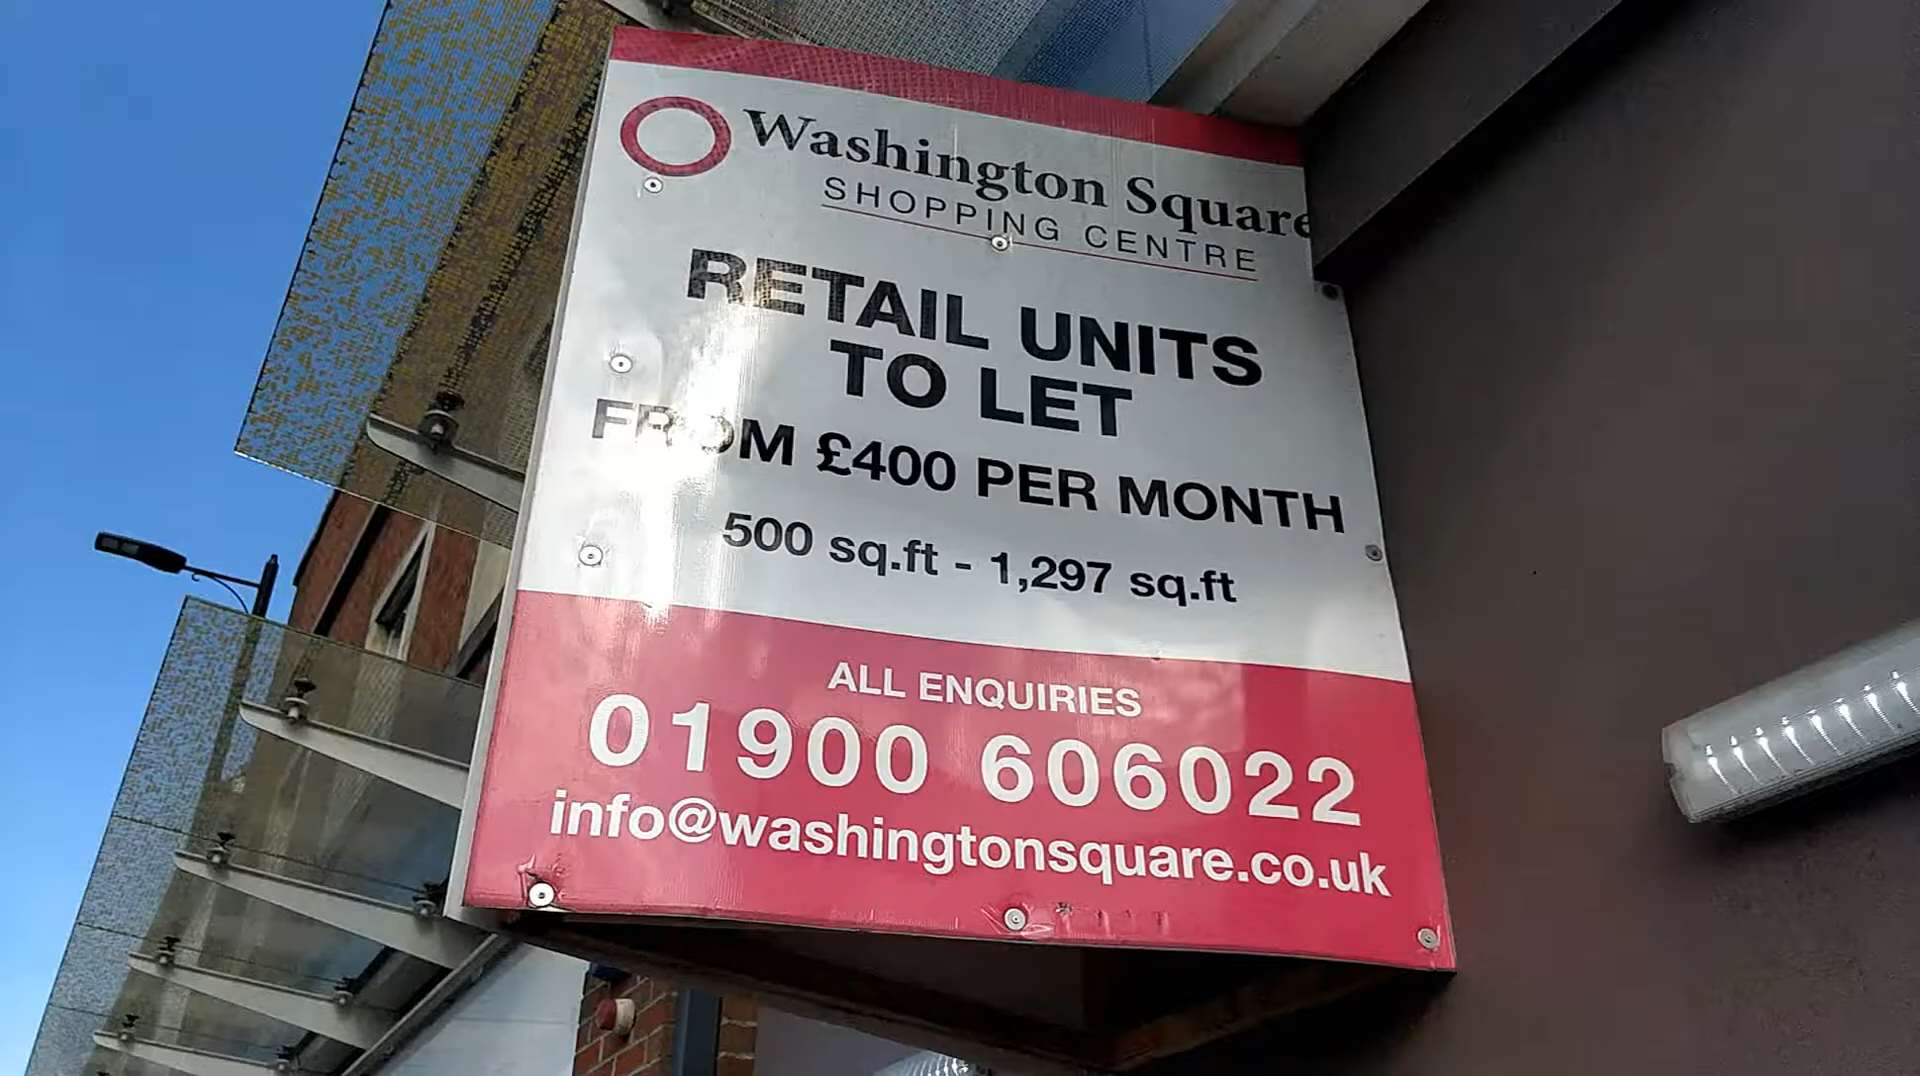 Washington Square
SHOPPING CENTRE
RETAIL UNITS
TO LET
FROM £400 PER MONTH
500 sq.ft - 1,297 sq.ft
ALL ENQUIRIES
01900 606022
info@washingtonsquare.co.uk